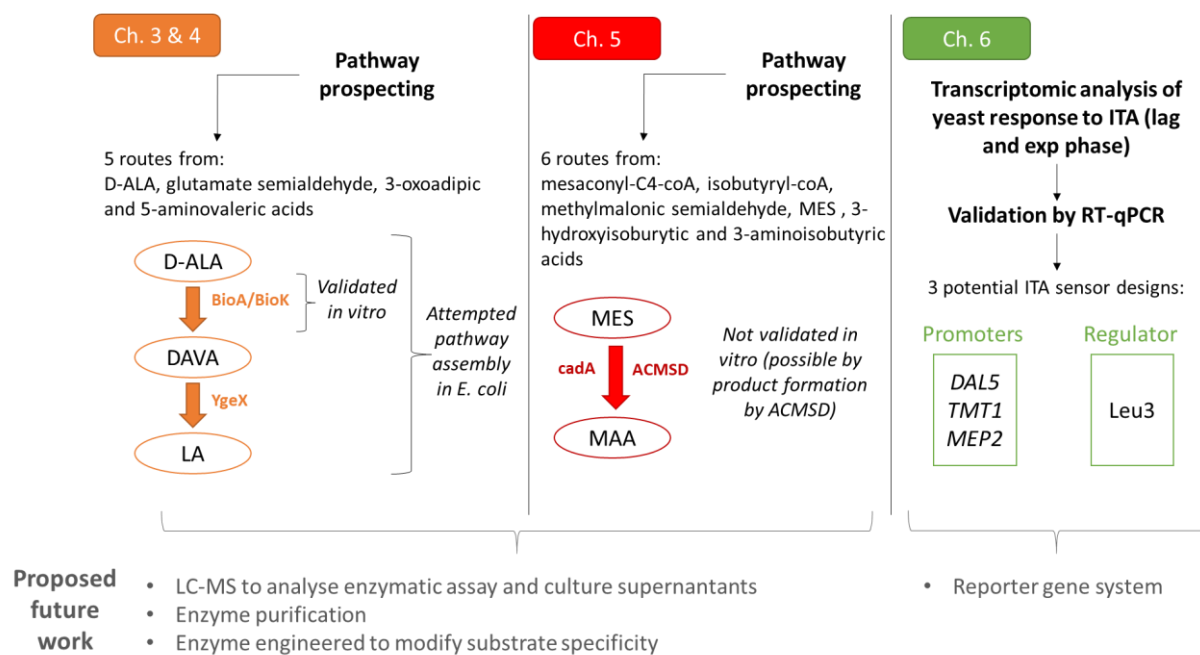 Ch. 3 & 4
Pathway
prospecting
5 routes from:
D-ALA, glutamate semialdehyde, 3-oxoadipic
and 5-aminovaleric acids
D-ALA
BioA/BioK
Validated
in vitro
DAVA
YgeX
LA
Attempted
pathway
assembly
in E. coli
Ch. 5
Pathway
prospecting
6 routes from:
mesaconyl-C4-coA, isobutyryl-coA,
methylmalonic semialdehyde, MES , 3-
hydroxyisoburytic and 3-aminoisobutyric
acids
MES
cadA
ACMSD
MAA
Not validated in
vitro (possible by
product formation
by ACMSD)
Ch. 6
Transcriptomic analysis of
yeast response to ITA (lag
and exp phase)
Validation by RT-qPCR
3 potential ITA sensor designs:
Promoters
DAL5
TMT1
MEP2
Regulator
Leu3
Proposed
future
work
• LC-MS to analyse enzymatic assay and culture supernantants
• Enzyme purification
• Enzyme engineered to modify substrate specificity
• Reporter gene system